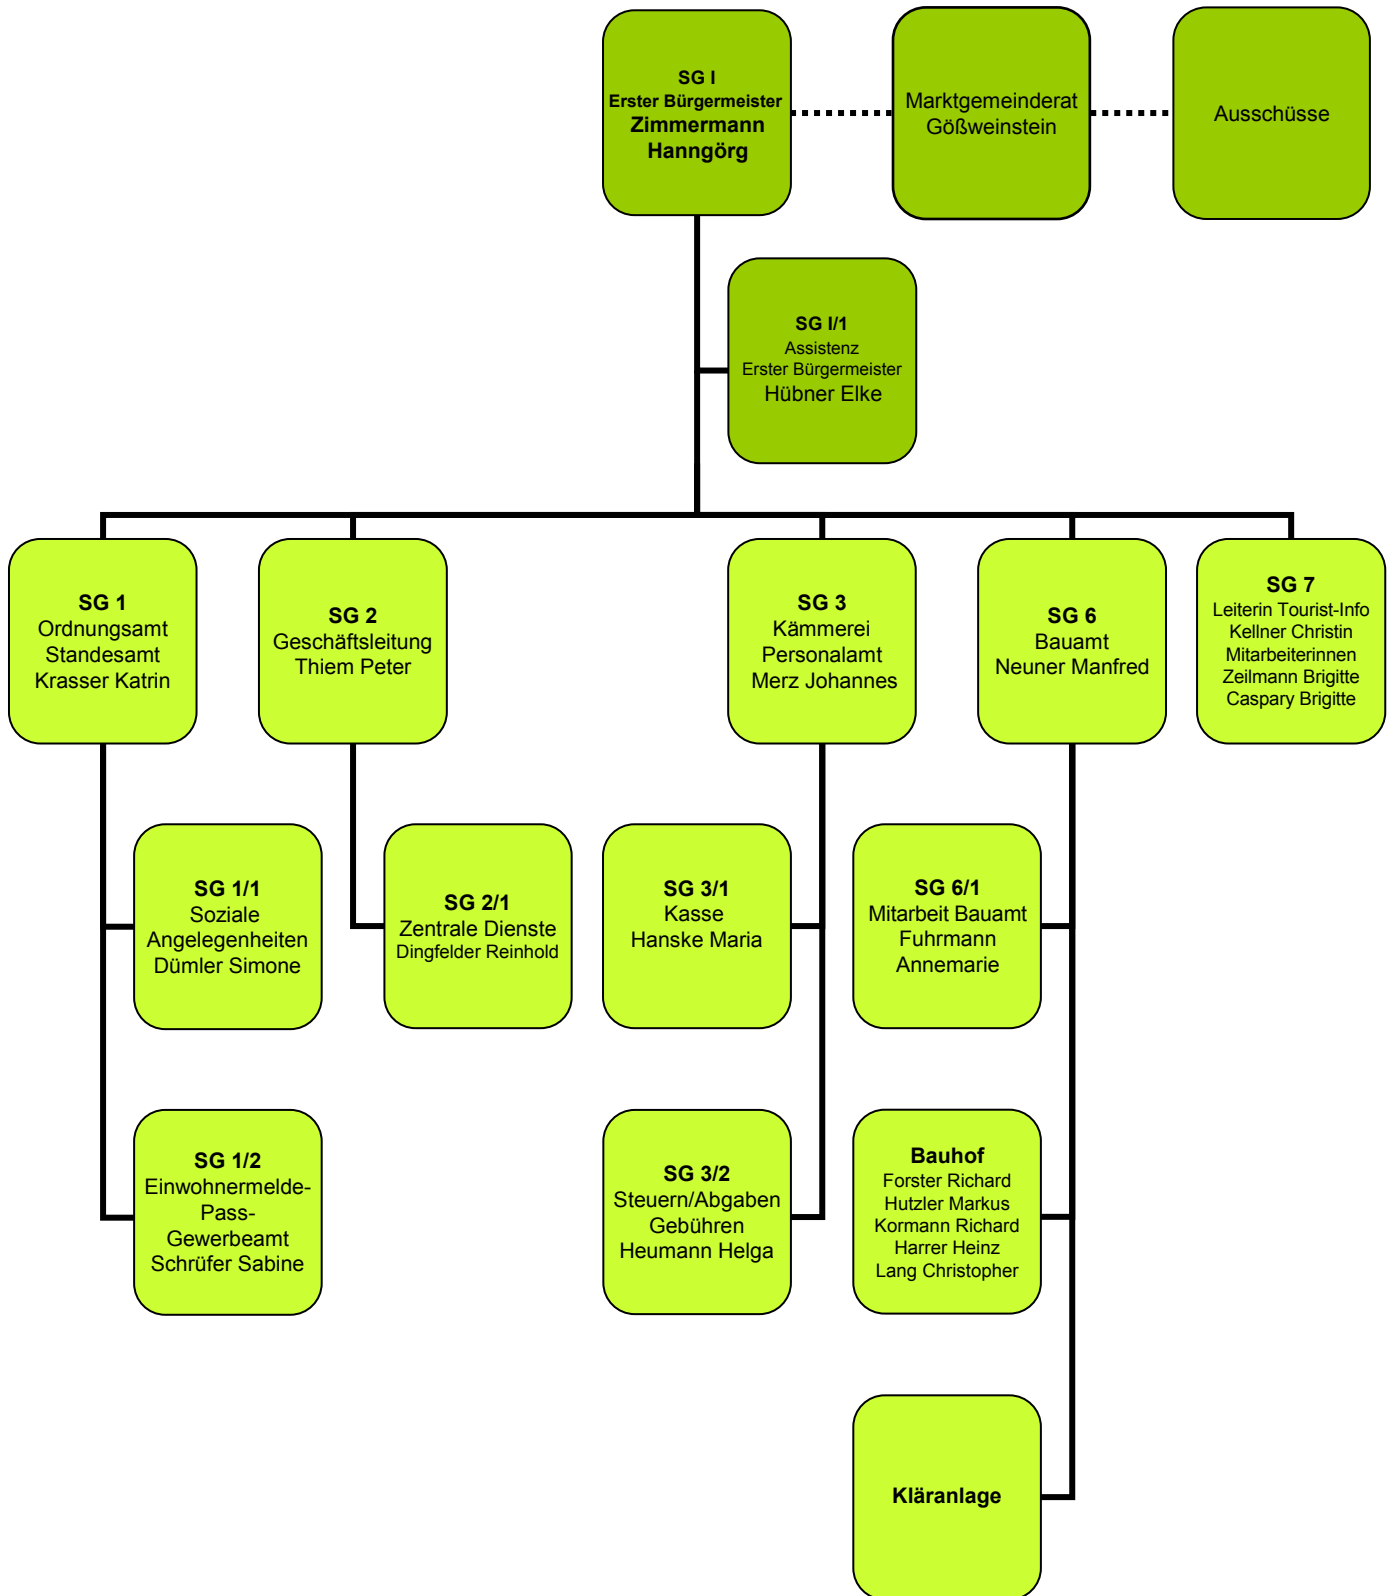 SG I
Erster Bürgermeister
Zimmermann
Hanngörg
Marktgemeinderat
Gößweinstein
Ausschüsse
SG I/1
Assistenz
Erster Bürgermeister
Hübner Elke
SG 1
Ordnungsamt
Standesamt
Krasser Katrin
SG 2
Geschäftsleitung
Thiem Peter
SG 3
Kämmerei
Personalamt
Merz Johannes
SG 6
Bauamt
Neuner Manfred
SG 7
Leiterin Tourist-Info
Kellner Christin
Mitarbeiterinnen
Zeilmann Brigitte
Caspary Brigitte
SG 1/1
Soziale
Angelegenheiten
Dümler Simone
SG 2/1
Zentrale Dienste
Dingfelder Reinhold
SG 3/1
Kasse
Hanske Maria
SG 6/1
Mitarbeit Bauamt
Fuhrmann
Annemarie
SG 1/2
Einwohnermelde-
Pass-
Gewerbeamt
Schrüfer Sabine
SG 3/2
Steuern/Abgaben
Gebühren
Heumann Helga
Bauhof
Forster Richard
Hutzler Markus
Kormann Richard
Harrer Heinz
Lang Christopher
Kläranlage